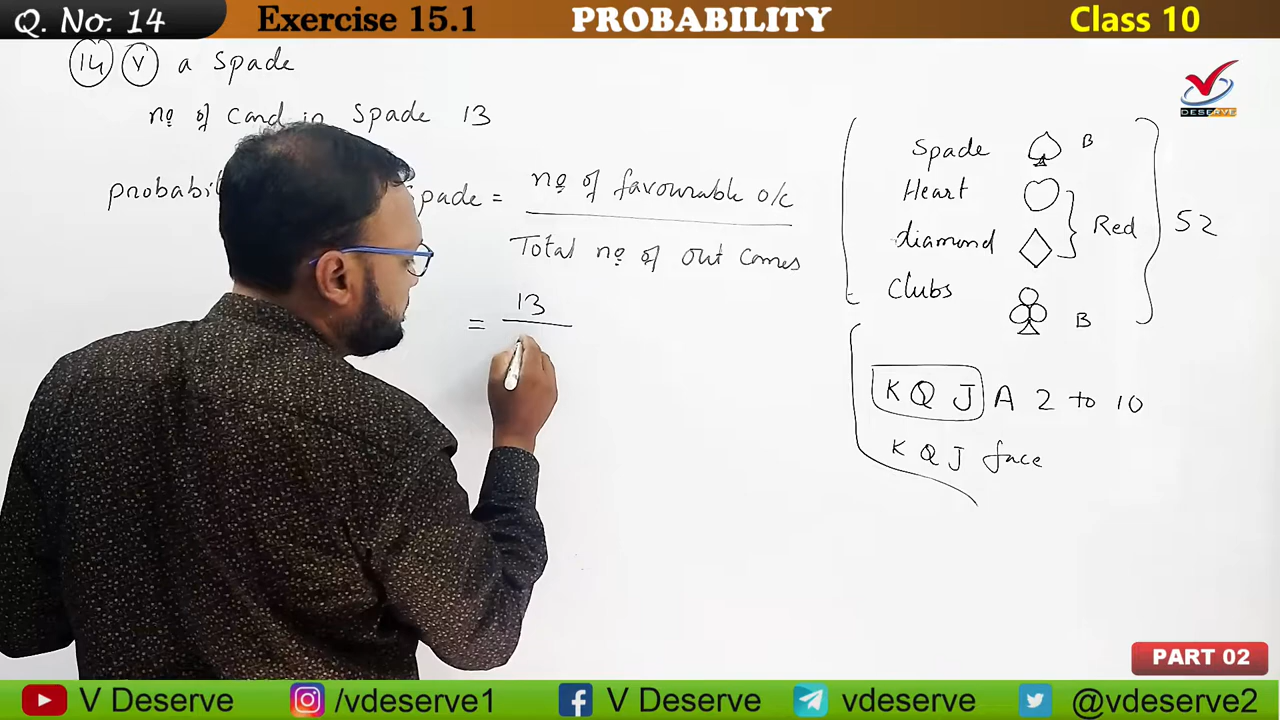 Q. No. 14
Exercise 15.1
PROBABILITY
Class 10
14 V a Spade
DESERVE
no of card in Spade 13
probabil spade = no of favourable o/c
Total no of out comes
= 13
Spade B
Heart
diamond
Red
52
Clubs B
K Q J A 2 to 10
K Q J face
PART 02
V Deserve
/vdeserve1
V Deserve
vdeserve
@vdeserve2